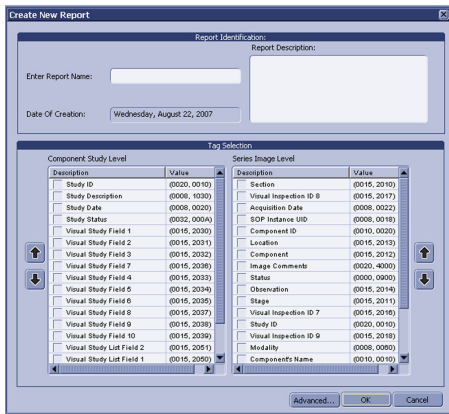 Create New Report
Report Identification:
Report Description:
Enter Report Name:
Date Of Creation:
Wednesday, August 22, 2007
Tag Selection
Component Study Level
Description Value
Study ID (0020, 0010)
Study Description (0008, 1030)
Study Date (0008, 0020)
Study Status (0032, 000A)
Visual Study Field 1 (0015, 2030)
Visual Study Field 2 (0015, 2031)
Visual Study Field 3 (0015, 2032)
Visual Study Field 7 (0015, 2036)
Visual Study Field 4 (0015, 2033)
Visual Study Field 5 (0015, 2034)
Visual Study Field 6 (0015, 2035)
Visual Study Field 8 (0015, 2037)
Visual Study Field 9 (0015, 2038)
Visual Study Field 10 (0015, 2039)
Visual Study List Field 2 (0015, 2051)
Visual Study List Field 1 (0015, 2050)
Series Image Level
Description Value
Section (0015, 2010)
Visual Inspection ID 8 (0015, 2017)
Acquisition Date (0008, 0022)
SOP Instance UID (0008, 0018)
Component ID (0010, 0020)
Location (0015, 2013)
Component (0015, 2012)
Image Comments (0020, 4000)
Status (0000, 0900)
Observation (0015, 2014)
Stage (0015, 2011)
Visual Inspection ID 7 (0015, 2016)
Study ID (0020, 0010)
Visual Inspection ID 9 (0015, 2018)
Modality (0008, 0060)
Component's Name (0010, 0010)
Advanced... OK Cancel